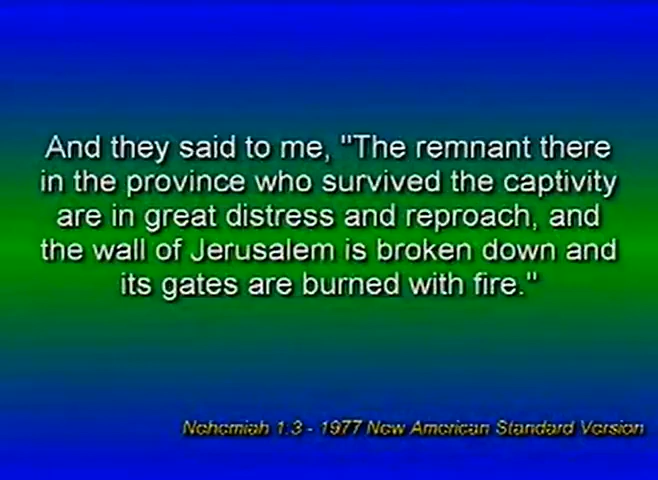 And they said to me, "The remnant there
in the province who survived the captivity
are in great distress and reproach, and
the wall of Jerusalem is broken down and
its gates are burned with fire."
Nehemiah 1.3 - 1977 New American Standard Version